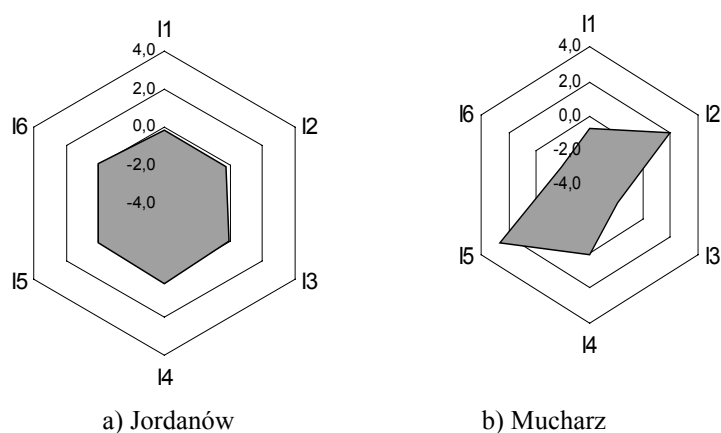 I1
4,0
2,0
0,0
-2,0
-4,0
I2
I3
I4
I5
I6
a) Jordanów
I1
4,0
2,0
0,0
-2,0
-4,0
I2
I3
I4
I5
I6
b) Mucharz